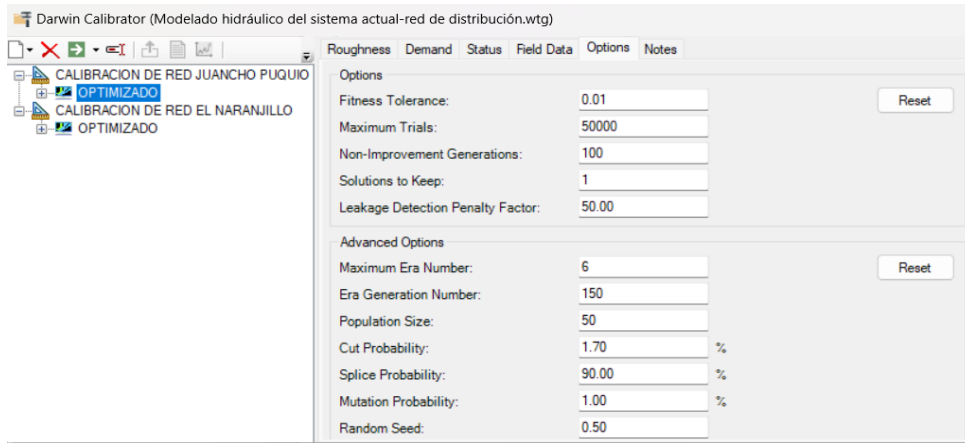 Darwin Calibrator (Modelado hidráulico del sistema actual-red de distribución.wtg)
CALIBRACION DE RED JUANCHO PUQUIO
OPTIMIZADO
CALIBRACION DE RED EL NARANJILLO
OPTIMIZADO
Roughness Demand Status Field Data Options Notes
Options
Fitness Tolerance: 0.01 Reset
Maximum Trials: 50000
Non-Improvement Generations: 100
Solutions to Keep: 1
Leakage Detection Penalty Factor: 50.00
Advanced Options
Maximum Era Number: 6 Reset
Era Generation Number: 150
Population Size: 50
Cut Probability: 1.70 %
Splice Probability: 90.00 %
Mutation Probability: 1.00 %
Random Seed: 0.50